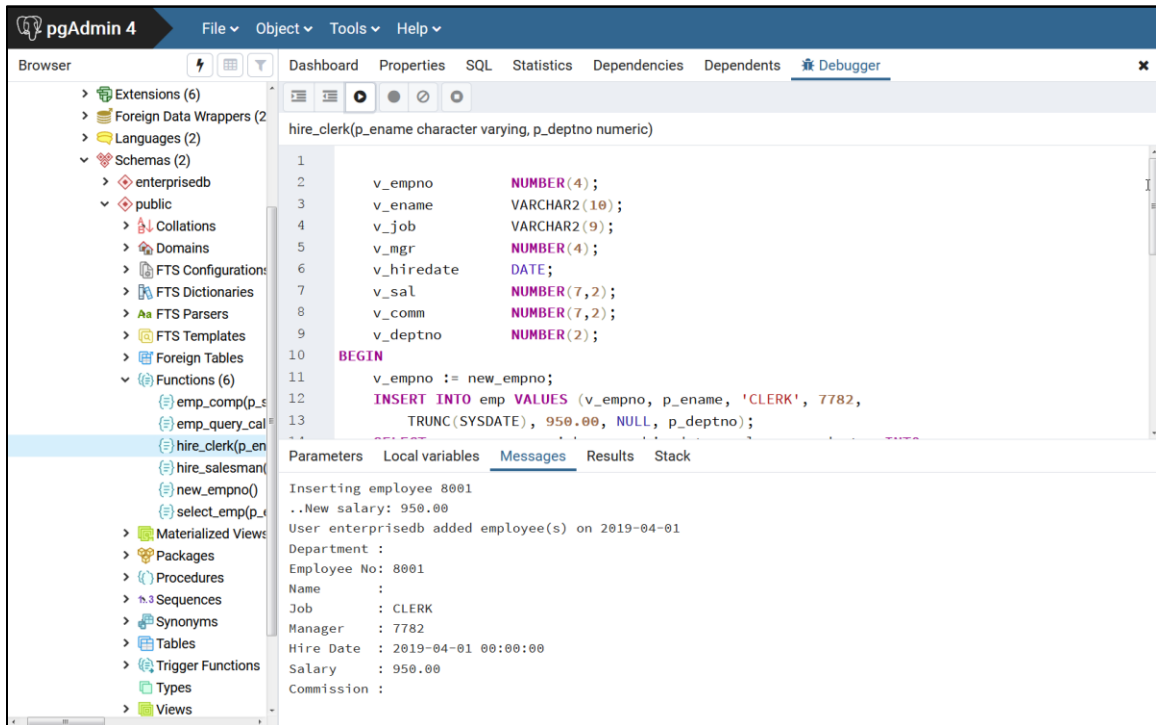 pgAdmin 4 File Object Tools Help
Browser
Extensions (6)
Foreign Data Wrappers (2
Languages (2)
Schemas (2)
enterprisedb
public
Collations
Domains
FTS Configurations
FTS Dictionaries
Aa FTS Parsers
FTS Templates
Foreign Tables
Functions (6)
emp_comp(p_s
emp_query_cal
hire_clerk(p_en
hire_salesman(
new_empno()
select_emp(p_e
Materialized Views
Packages
Procedures
1..3 Sequences
Synonyms
Tables
Trigger Functions
Types
Views
Dashboard Properties SQL Statistics Dependencies Dependents Debugger
hire_clerk(p_ename character varying, p_deptno numeric)
1
2 v_empno NUMBER(4);
3 v_ename VARCHAR2(10);
4 v_job VARCHAR2(9);
5 v_mgr NUMBER(4);
6 v_hiredate DATE;
7 v_sal NUMBER(7,2);
8 v_comm NUMBER(7,2);
9 v_deptno NUMBER(2);
10 BEGIN
11 v_empno := new_empno;
12 INSERT INTO emp VALUES (v_empno, p_ename, 'CLERK', 7782,
13 TRUNC(SYSDATE), 950.00, NULL, p_deptno);
Parameters Local variables Messages Results Stack
Inserting employee 8001
..New salary: 950.00
User enterprisedb added employee(s) on 2019-04-01
Department :
Employee No: 8001
Name :
Job : CLERK
Manager : 7782
Hire Date : 2019-04-01 00:00:00
Salary : 950.00
Commission :